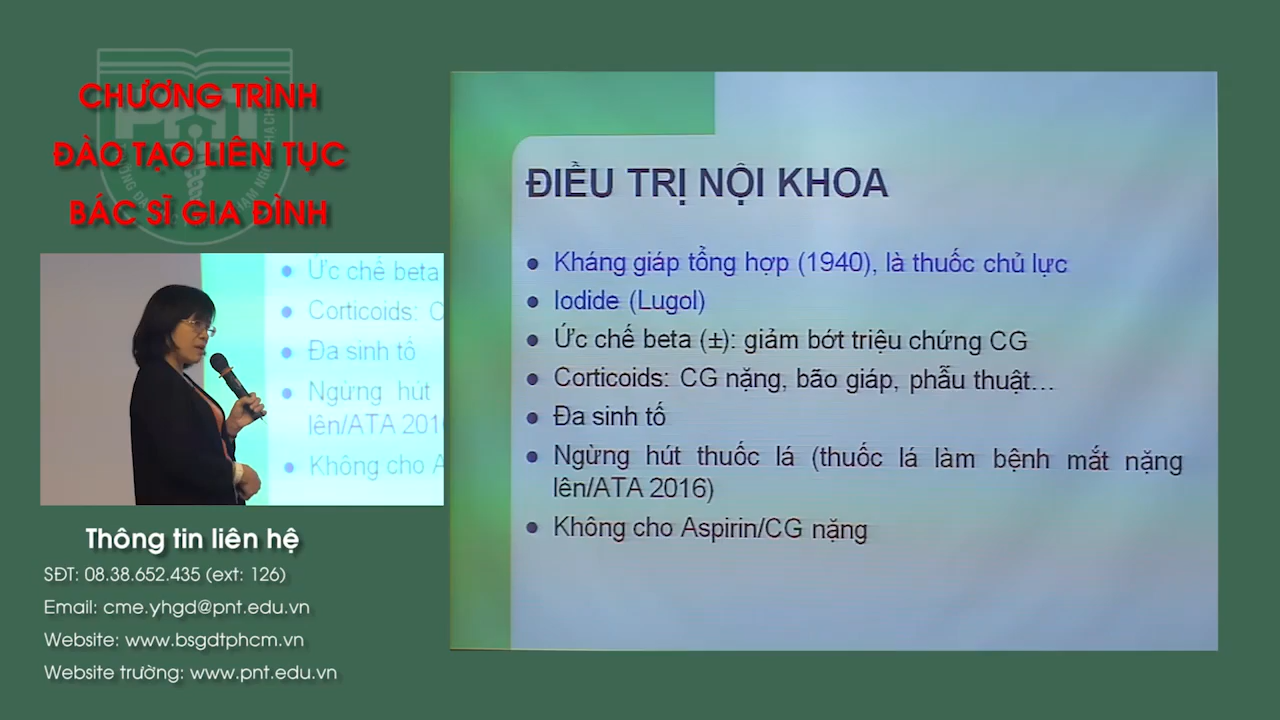 CHƯƠNG TRÌNH
ĐÀO TẠO LIÊN TỤC
BÁC SĨ GIA ĐÌNH
Ức chế beta
Corticoids: C
Đa sinh tố
Ngừng hút
lên/ATA 201
Không cho A
Thông tin liên hệ
SĐT: 08.38.652.435 (ext: 126)
Email: cme.yhgd@pnt.edu.vn
Website: www.bsgdtphcm.vn
Website trường: www.pnt.edu.vn
ĐIỀU TRỊ NỘI KHOA
Kháng giáp tổng hợp (1940), là thuốc chủ lực
Iodide (Lugol)
Ức chế beta (±): giảm bớt triệu chứng CG
Corticoids: CG nặng, bão giáp, phẫu thuật...
Đa sinh tố
Ngừng hút thuốc lá (thuốc lá làm bệnh mắt nặng
lên/ATA 2016)
Không cho Aspirin/CG nặng